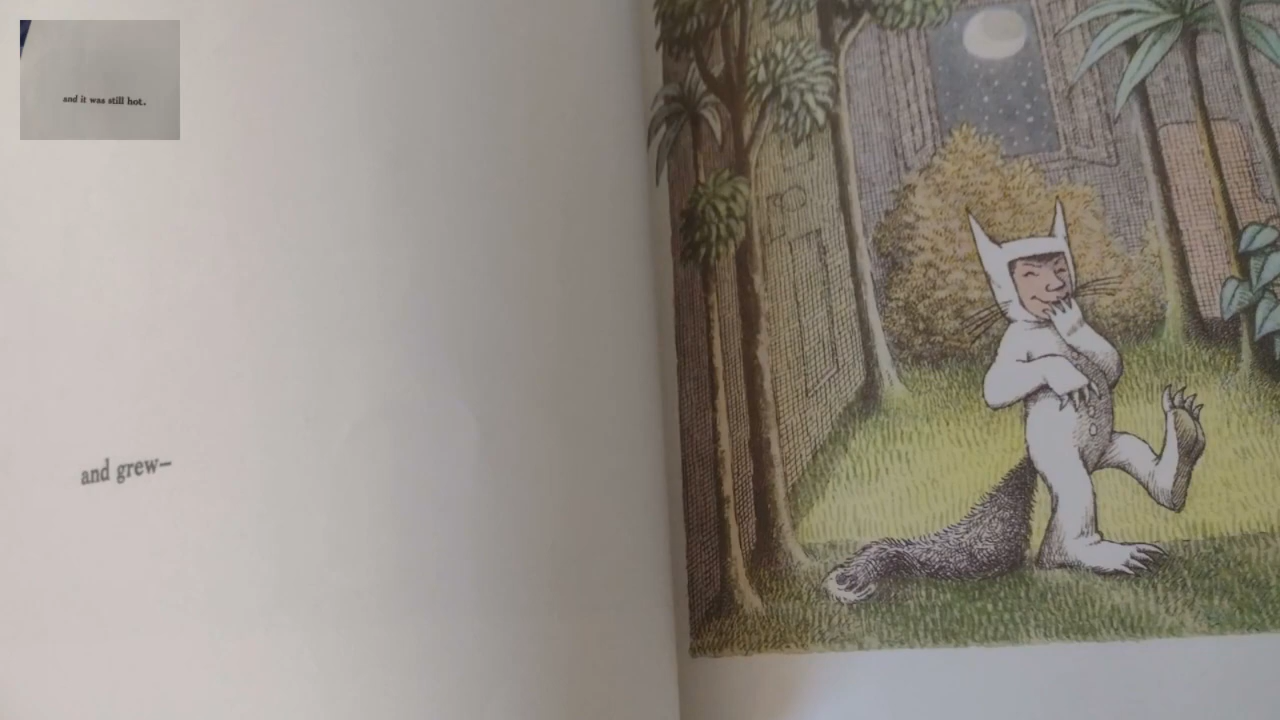 and it was still hot.
and grew—